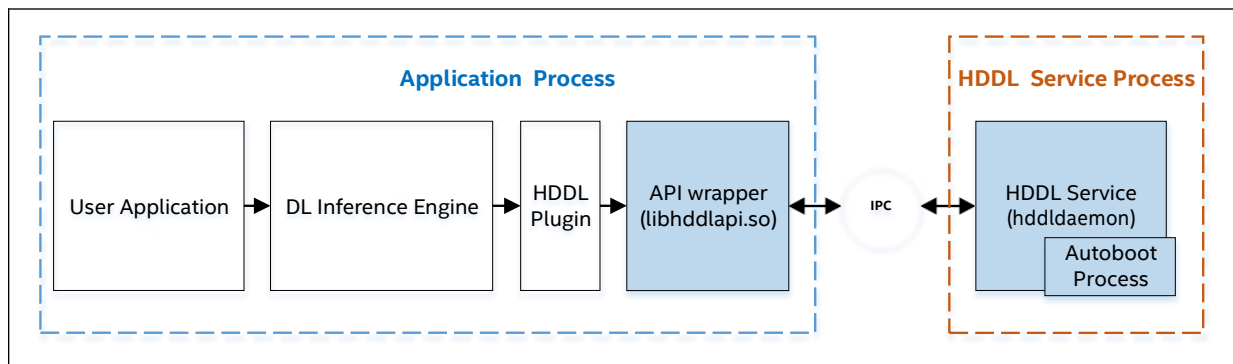 Application Process
HDDL Service Process
User Application
DL Inference Engine
HDDL
Plugin
API wrapper
(libhddlapi.so)
IPC
HDDL Service
(hddldaemon)
Autoboot
Process